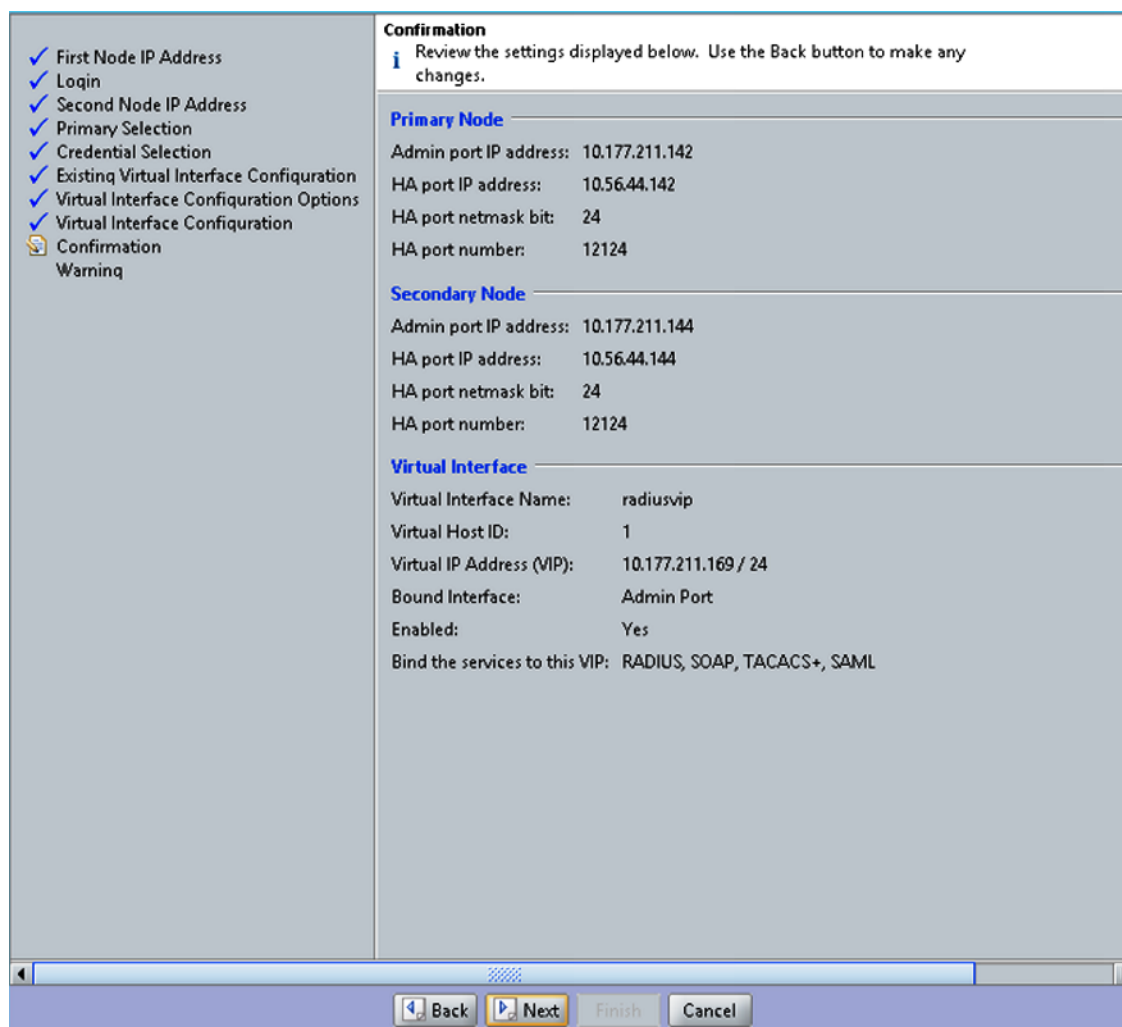 First Node IP Address
Login
Second Node IP Address
Primary Selection
Credential Selection
Existing Virtual Interface Configuration
Virtual Interface Configuration Options
Virtual Interface Configuration
Confirmation
Warning
Confirmation
i Review the settings displayed below. Use the Back button to make any
changes.
Primary Node
Admin port IP address: 10.177.211.142
HA port IP address: 10.56.44.142
HA port netmask bit: 24
HA port number: 12124
Secondary Node
Admin port IP address: 10.177.211.144
HA port IP address: 10.56.44.144
HA port netmask bit: 24
HA port number: 12124
Virtual Interface
Virtual Interface Name: radiusvip
Virtual Host ID: 1
Virtual IP Address (VIP): 10.177.211.169 / 24
Bound Interface: Admin Port
Enabled: Yes
Bind the services to this VIP: RADIUS, SOAP, TACACS+, SAML
Back Next Finish Cancel